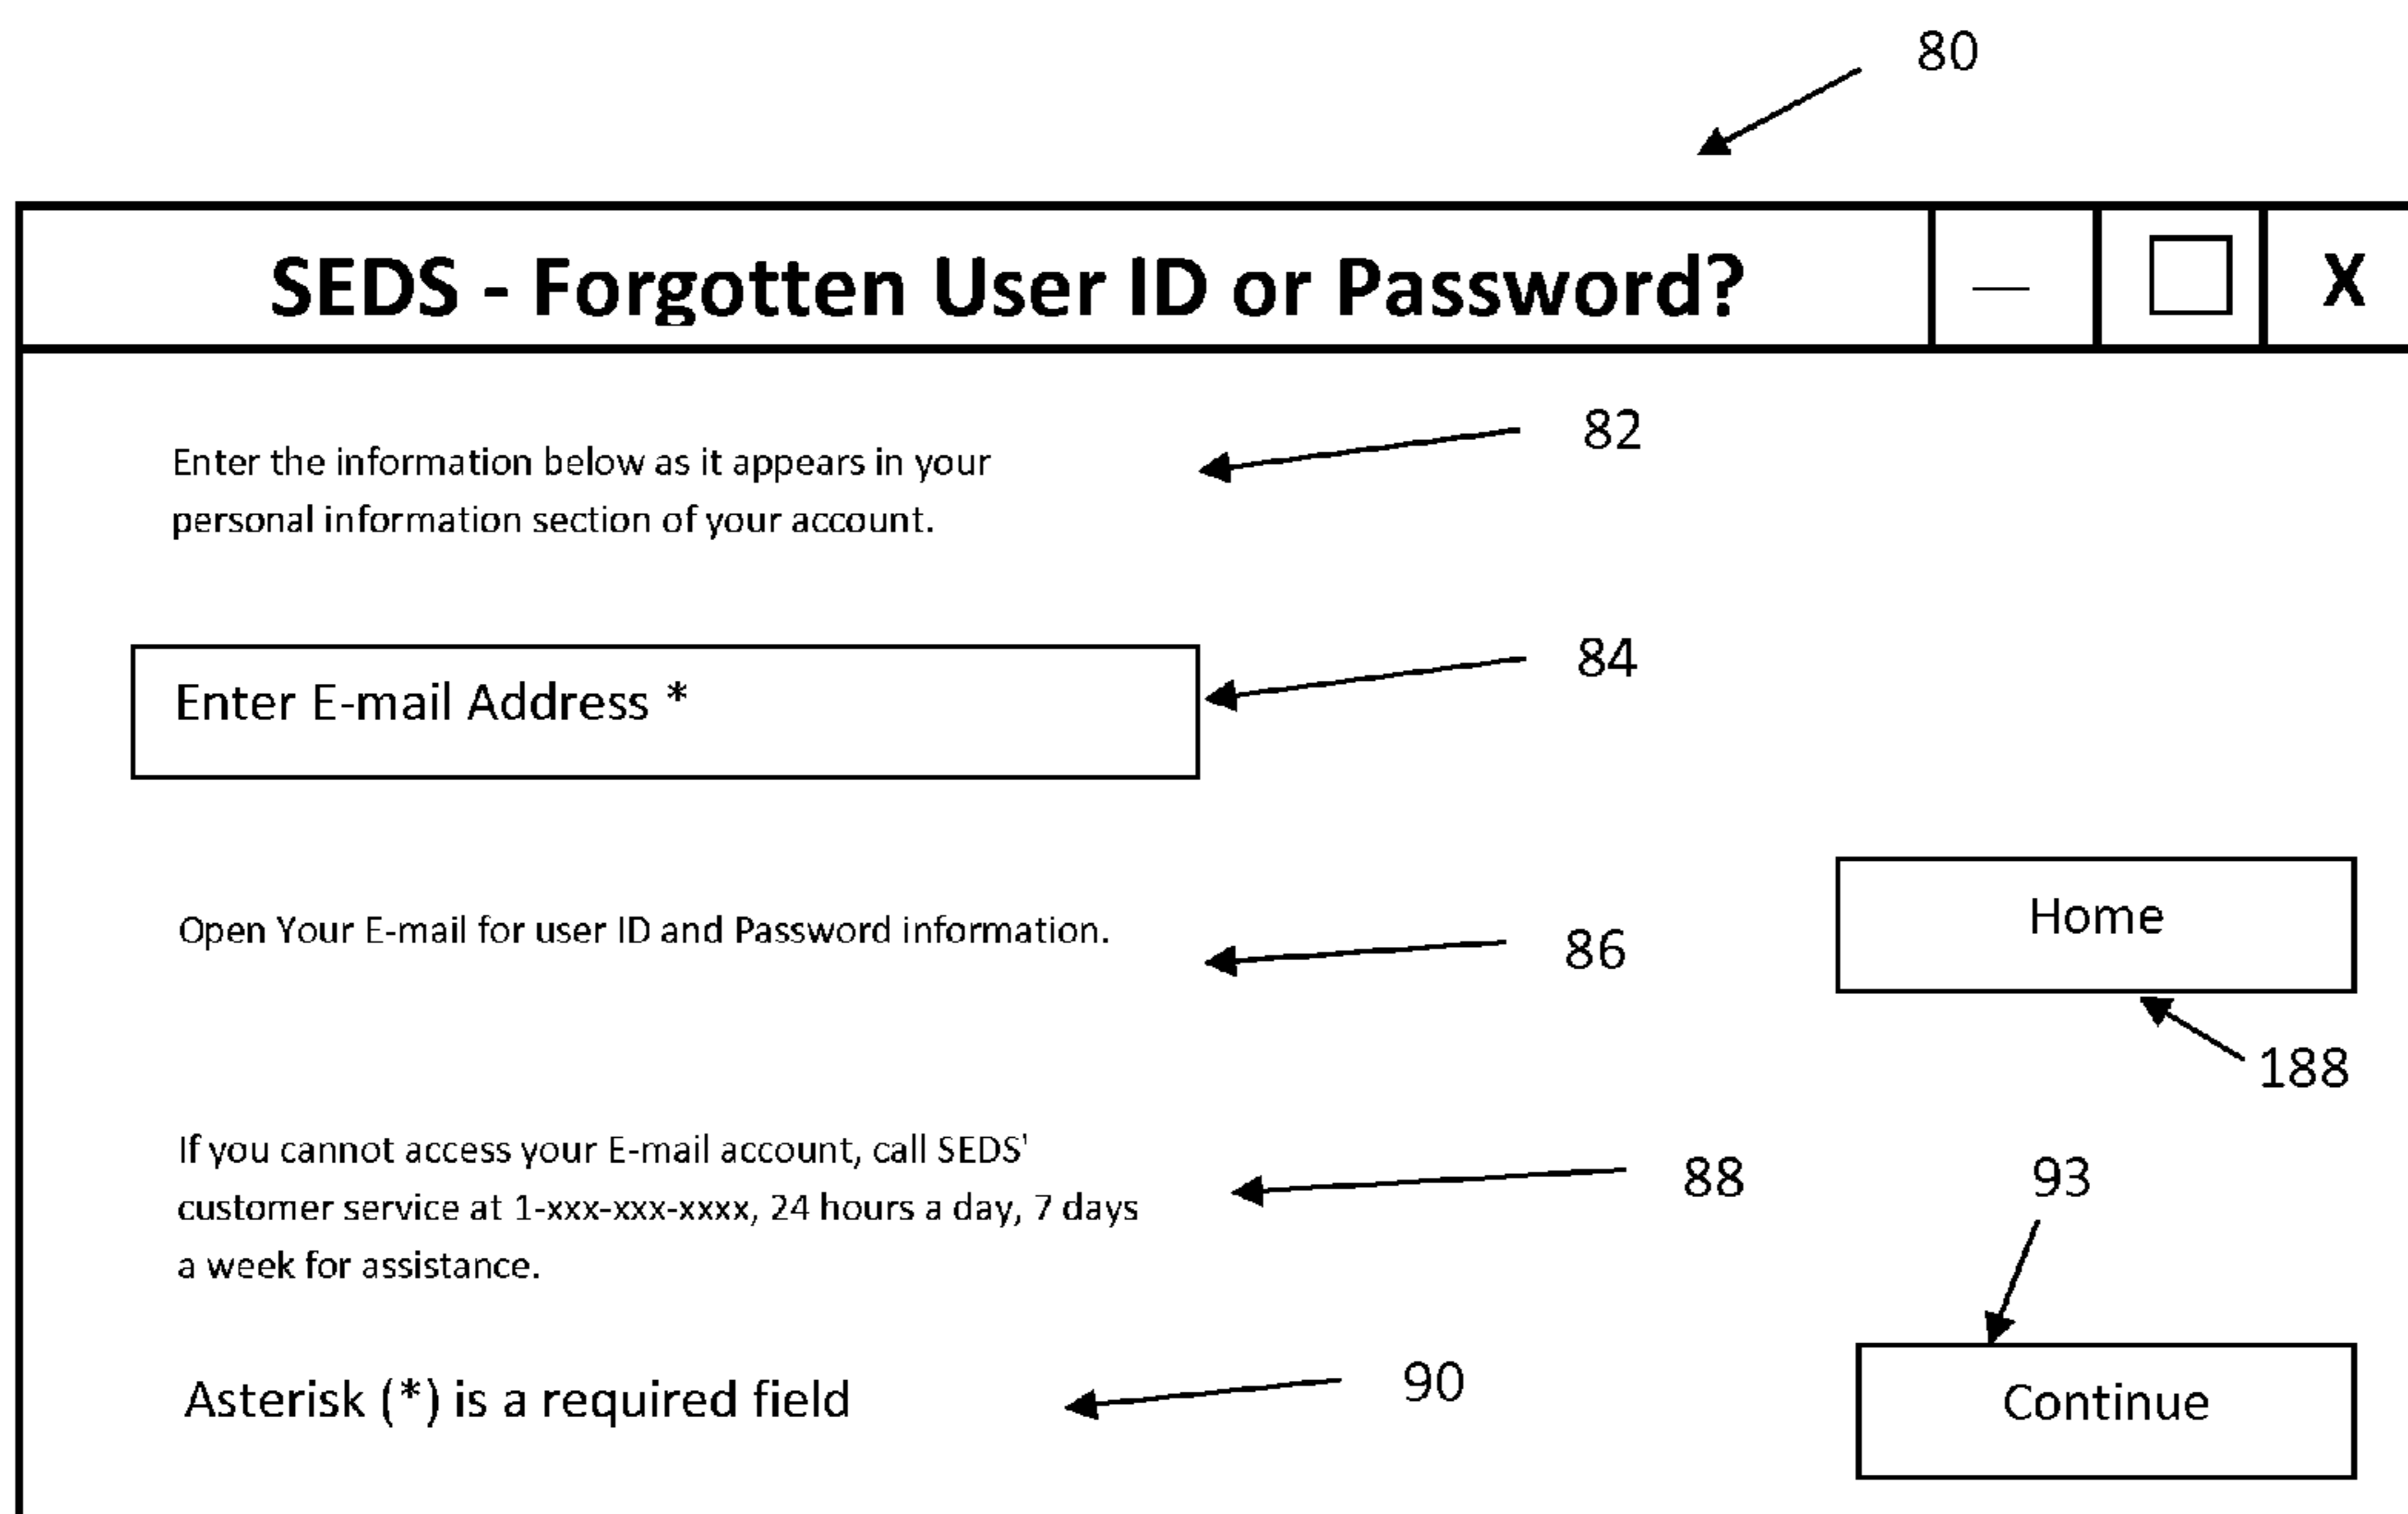 80
SEDS - Forgotten User ID or Password? — X
Enter the information below as it appears in your
82
personal information section of your account.
Enter E-mail Address *
84
Open Your E-mail for user ID and Password information.
86
Home
188
If you cannot access your E-mail account, call SEDS'
customer service at 1-xxx-xxx-xxxx, 24 hours a day, 7 days
a week for assistance.
88
93
Asterisk (*) is a required field
90
Continue